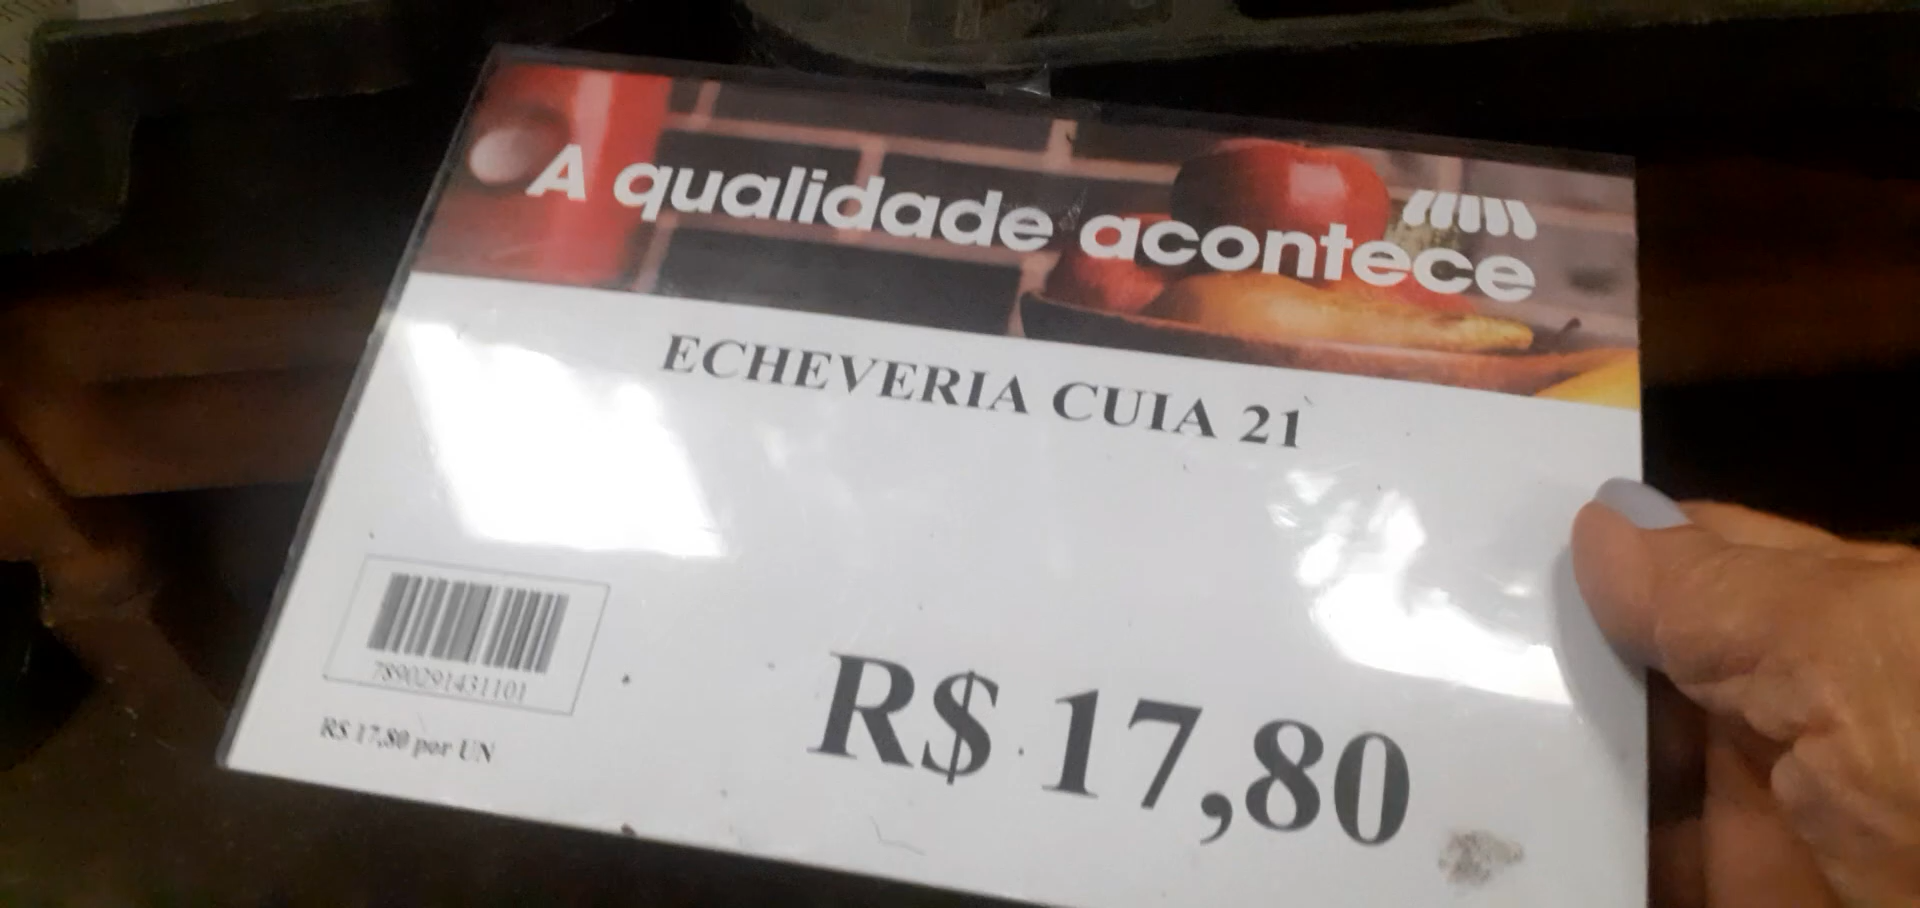 A qualidade acontece
ECHEVERIA CUIA 21
7890291431101
R$ 17,80 por UN
R$ 17,80